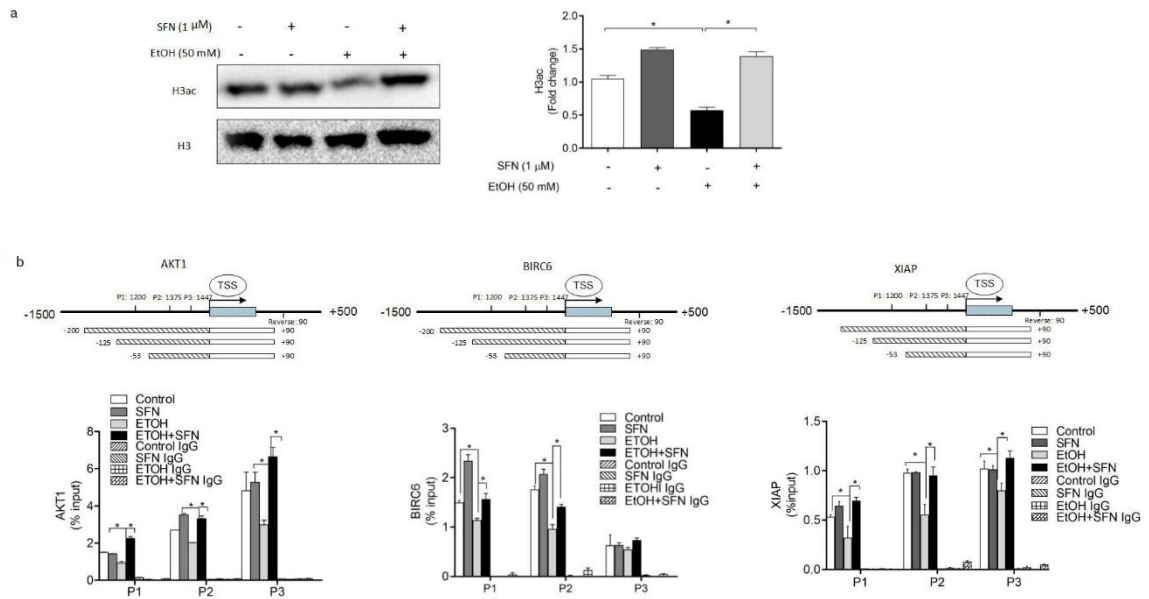 a
SFN (1 μM) - + - +
EtOH (50 mM) - - + +
H3ac
H3
H3ac
(Fold change)
2.0
1.5
1.0
0.5
0.0
* *
SFN (1 μM) - + - +
EtOH (50 mM) - - + +
b
AKT1
TSS
P1: 1200 P2: 1375 P3: 1447
-1500 +500
Reverse: 90
-200 +90
-125 +90
-53 +90
BIRC6
TSS
P1: 1200 P2: 1375 P3: 1447
-1500 +500
Reverse: 90
-200 +90
-125 +90
-53 +90
XIAP
TSS
P1: 1200 P2: 1375 P3: 1447
-1500 +500
Reverse: 90
+90
-125 +90
-53 +90
AKT1
(% input)
8
6
4
2
0
Control
SFN
ETOH
ETOH+SFN
Control IgG
SFN IgG
ETOH IgG
ETOH+SFN IgG
* * * * * *
P1 P2 P3
BIRC6
(% input)
3
2
1
0
Control
SFN
ETOH
ETOH+SFN
Control IgG
SFN IgG
ETOHI IgG
EtOH+SFN IgG
* * * *
P1 P2 P3
XIAP
(%input)
1.5
1.0
0.5
0.0
Control
SFN
EtOH
EtOH+SFN
Control IgG
SFN IgG
EtOH IgG
EtOH+SFN IgG
* * * * * *
P1 P2 P3